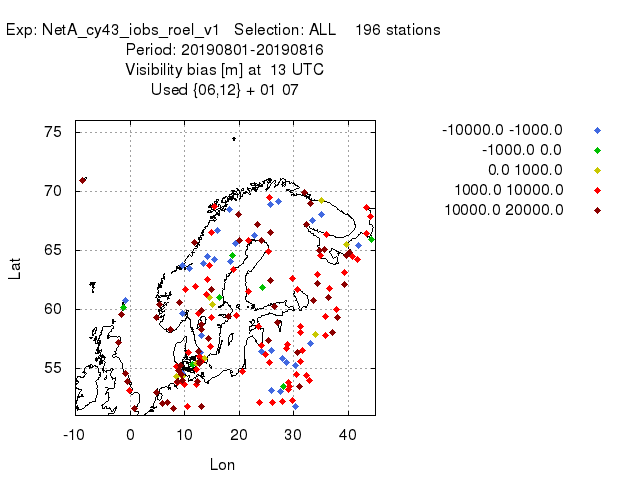 Exp: NetA_cy43_iobs_roel_v1 Selection: ALL 196 stations
Period: 20190801-20190816
Visibility bias [m] at 13 UTC
Used {06,12} + 01 07
-10000.0 -1000.0
-1000.0 0.0
0.0 1000.0
1000.0 10000.0
10000.0 20000.0
75
70
65
60
55
Lat
-10 0 10 20 30 40
Lon